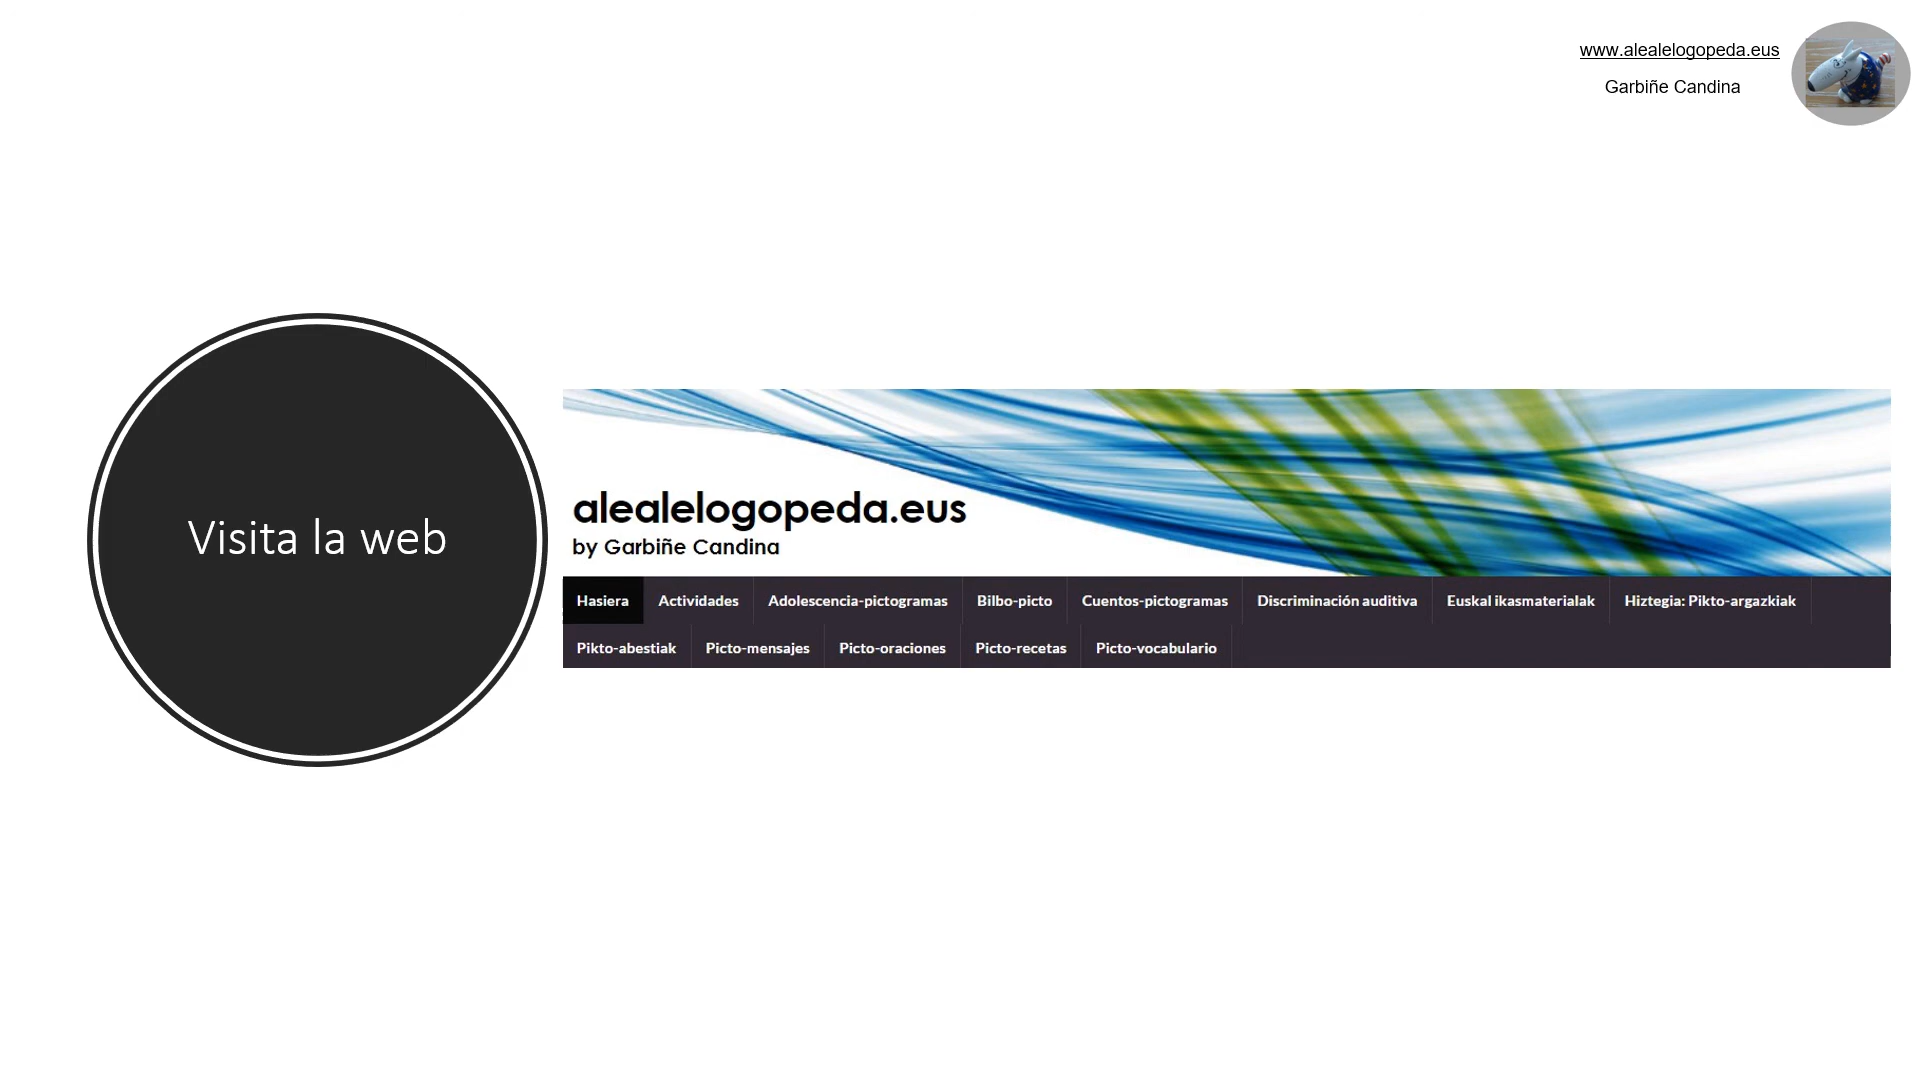 www.alealelogopeda.eus
Garbiñe Candina
Visita la web
alealelogopeda.eus
by Garbiñe Candina
Hasiera Actividades Adolescencia-pictogramas Bilbo-picto Cuentos-pictogramas Discriminación auditiva Euskal ikasmaterialak Hiztegia: Pikto-argazkiak
Pikto-abestiak Picto-mensajes Picto-oraciones Picto-recetas Picto-vocabulario